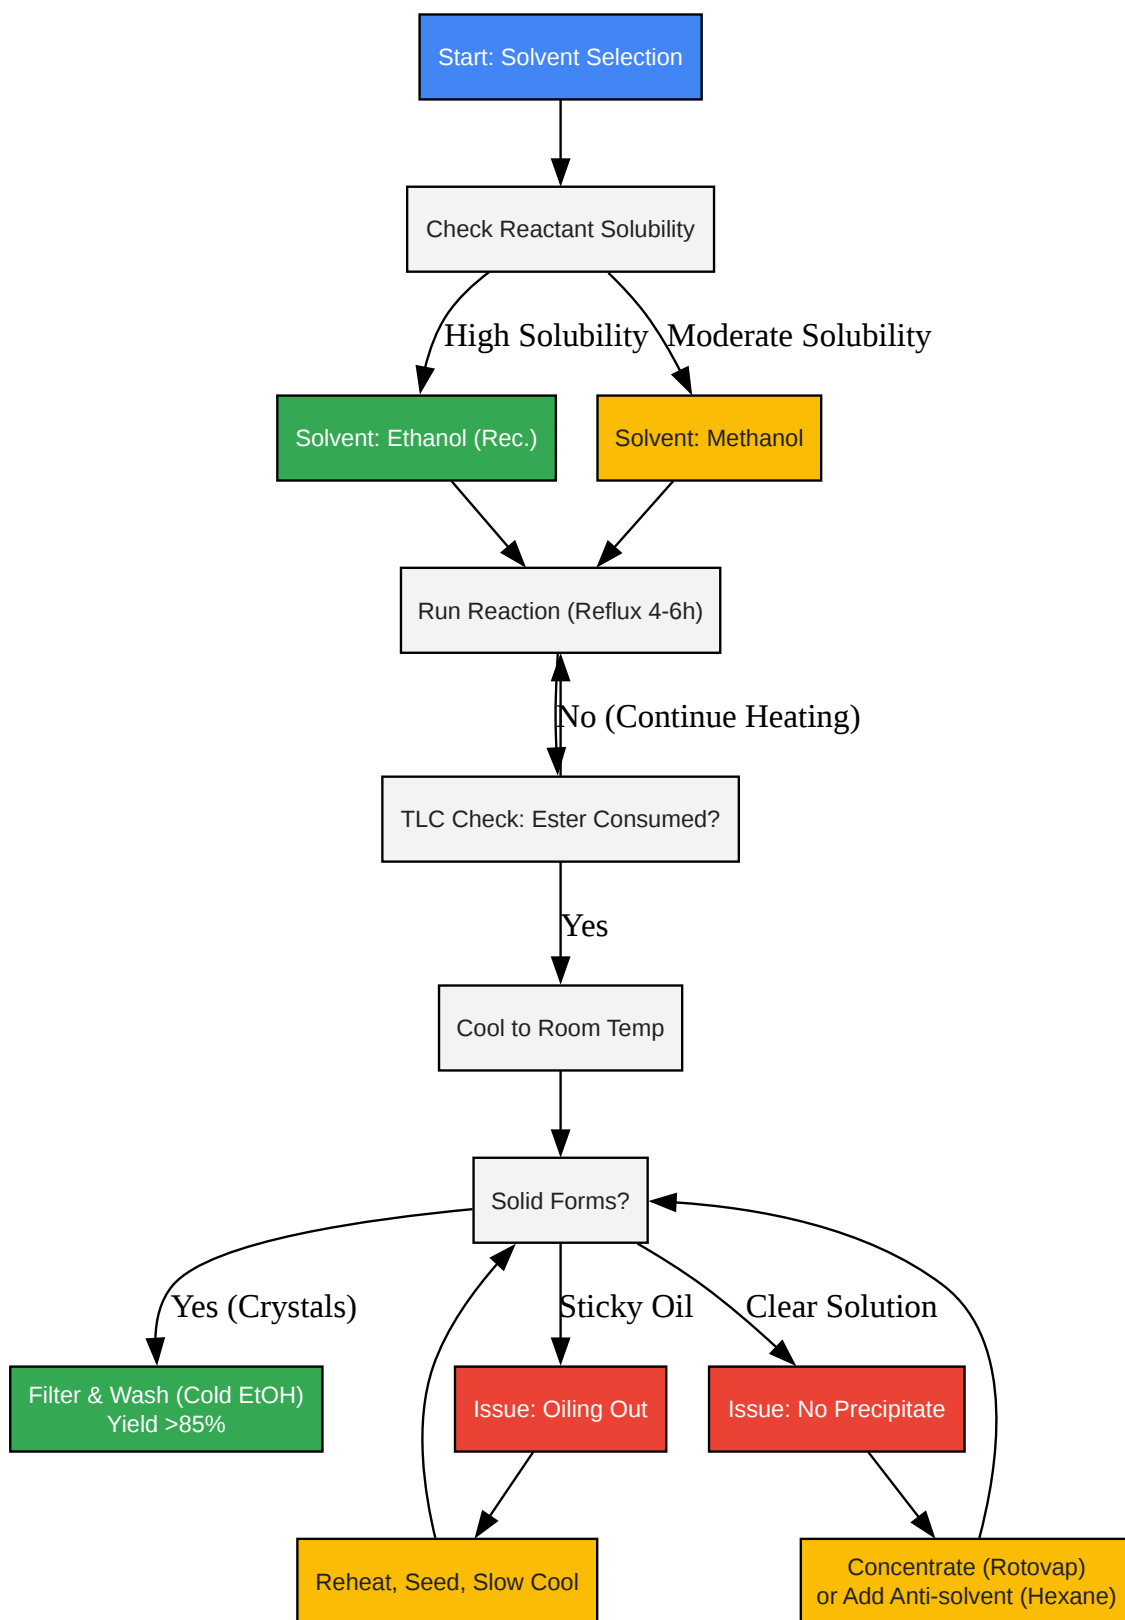 Start: Solvent Selection
Check Reactant Solubility
High Solubility
Moderate Solubility
Solvent: Ethanol (Rec.)
Solvent: Methanol
Run Reaction (Reflux 4-6h)
No (Continue Heating)
TLC Check: Ester Consumed?
Yes
Cool to Room Temp
Solid Forms?
Yes (Crystals)
Sticky Oil
Clear Solution
Filter & Wash (Cold EtOH)
Yield >85%
Issue: Oiling Out
Issue: No Precipitate
Reheat, Seed, Slow Cool
Concentrate (Rotovap)
or Add Anti-solvent (Hexane)